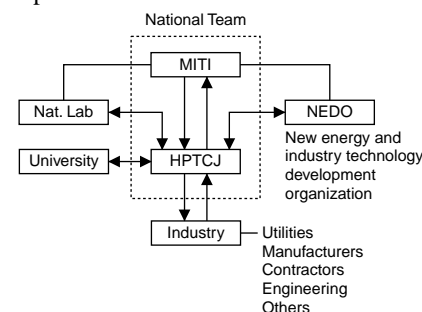 National Team
MITI
Nat. Lab
NEDO
New energy and
industry technology
development
organization
University
HPTCJ
Industry
Utilities
Manufacturers
Contractors
Engineering
Others